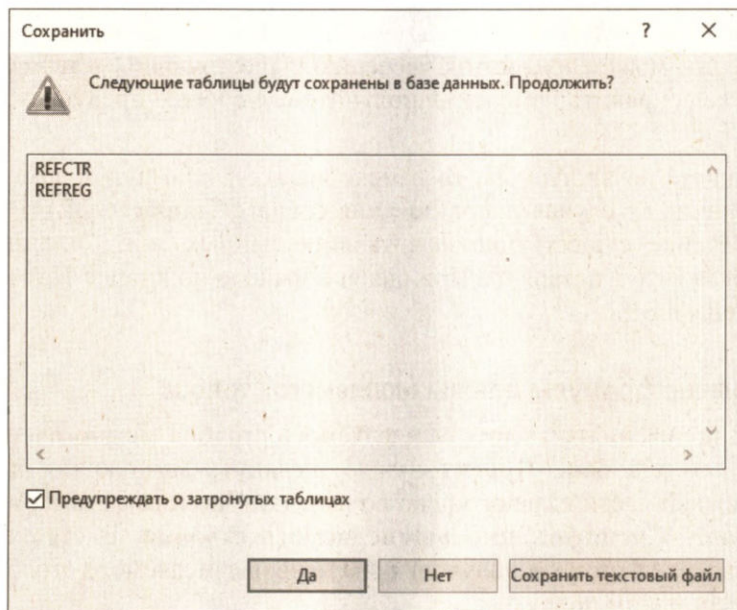 Сохранить
Следующие таблицы будут сохранены в базе данных. Продолжить?
REFCTR
REFREG
Предупреждать о затронутых таблицах
Да
Нет
Сохранить текстовый файл